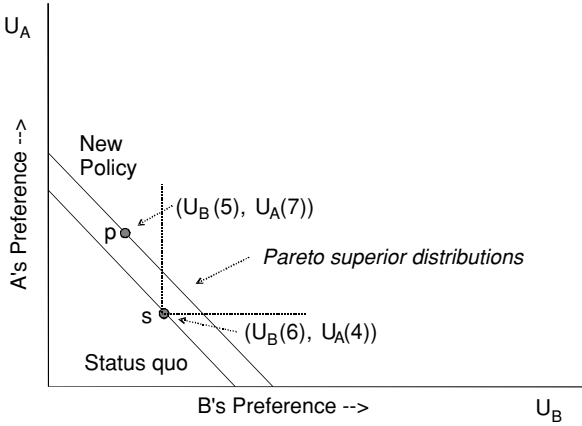 U_A
A's Preference -->
New
Policy
(U_B(5), U_A(7))
p
Pareto superior distributions
s
(U_B(6), U_A(4))
Status quo
B's Preference -->
U_B